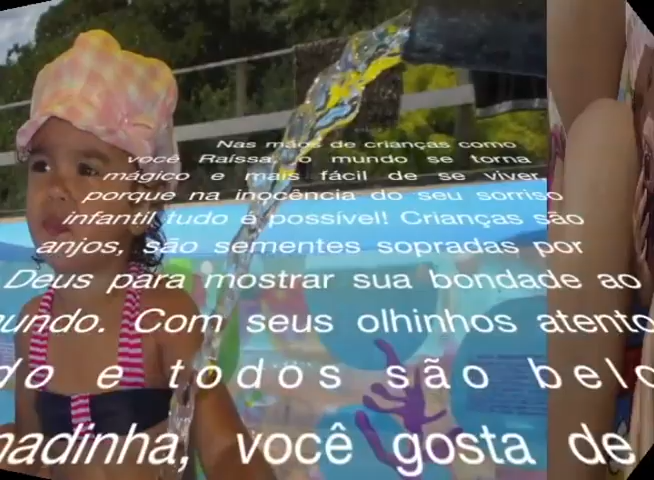 Nas mãos de crianças como
você Raíssa, o mundo se torna
mágico e mais fácil de se viver,
porque na inocência do seu sorriso
infantil tudo é possível! Crianças são
anjos, são sementes sopradas por
Deus para mostrar sua bondade ao
mundo. Com seus olhinhos atento
do e todos são belo
madinha, você gosta de